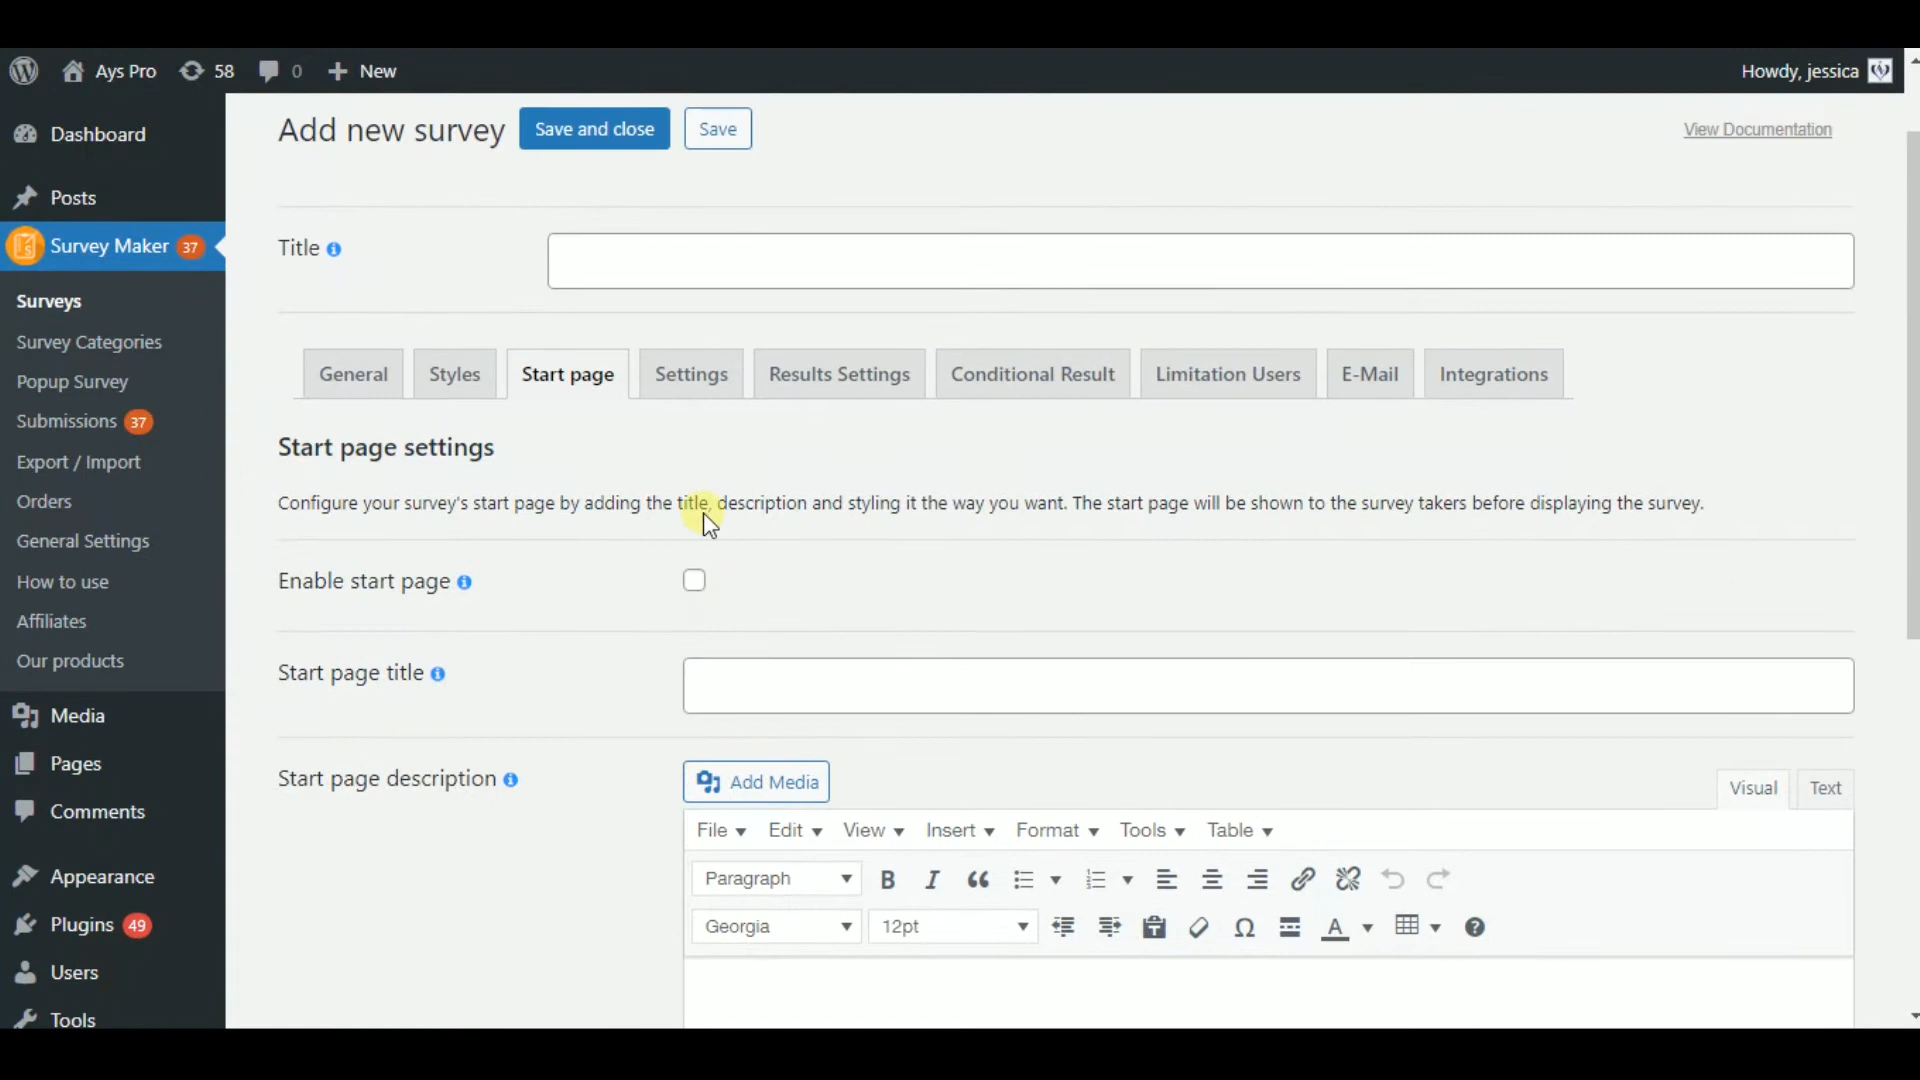 Ays Pro 58 0 New Howdy, jessica
Dashboard
Posts
Survey Maker 37
Surveys
Survey Categories
Popup Survey
Submissions 37
Export / Import
Orders
General Settings
How to use
Affiliates
Our products
Media
Pages
Comments
Appearance
Plugins 49
Users
Tools
Add new survey Save and close Save View Documentation
Title
General Styles Start page Settings Results Settings Conditional Result Limitation Users E-Mail Integrations
Start page settings
Configure your survey's start page by adding the title, description and styling it the way you want. The start page will be shown to the survey takers before displaying the survey.
Enable start page
Start page title
Start page description Add Media Visual Text
File Edit View Insert Format Tools Table
Paragraph
Georgia 12pt